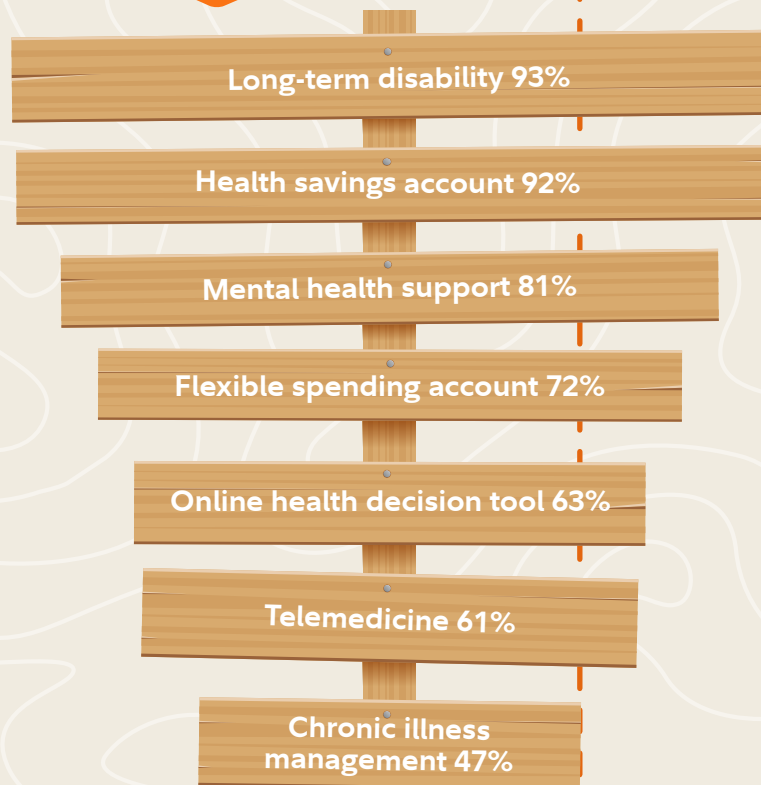 Long-term disability 93%
Health savings account 92%
Mental health support 81%
Flexible spending account 72%
Online health decision tool 63%
Telemedicine 61%
Chronic illness
management 47%